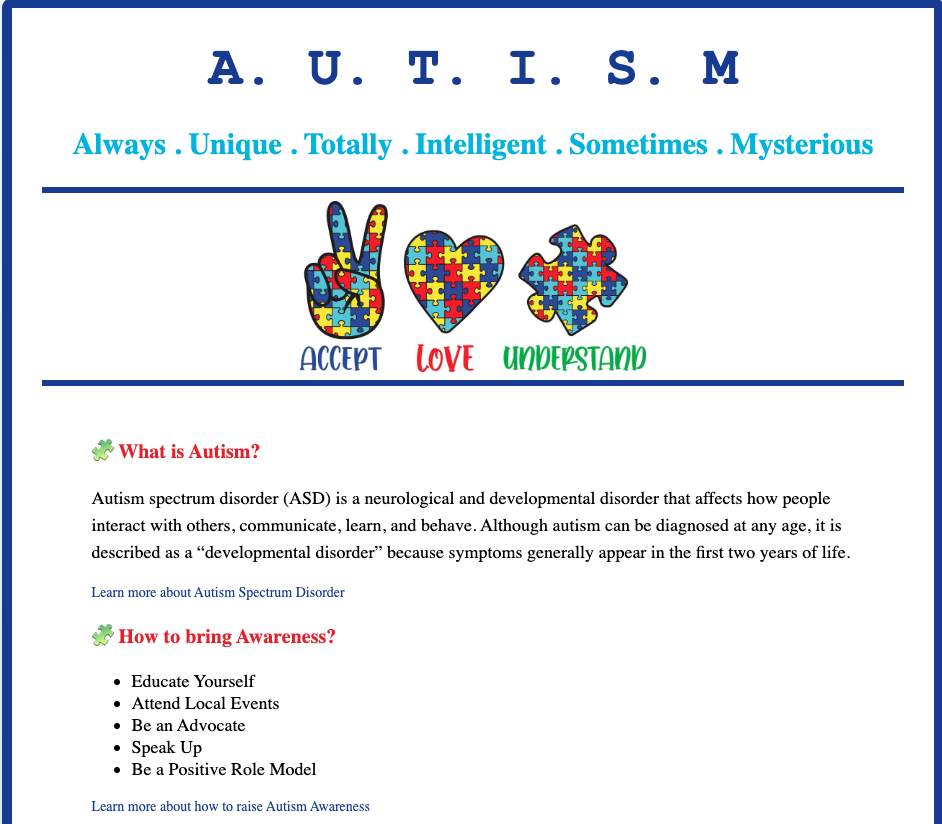 A. U. T. I. S. M
Always . Unique . Totally . Intelligent . Sometimes . Mysterious
ACCEPT LOVE UNDERSTAND
What is Autism?
Autism spectrum disorder (ASD) is a neurological and developmental disorder that affects how people
interact with others, communicate, learn, and behave. Although autism can be diagnosed at any age, it is
described as a “developmental disorder” because symptoms generally appear in the first two years of life.
Learn more about Autism Spectrum Disorder
How to bring Awareness?
• Educate Yourself
• Attend Local Events
• Be an Advocate
• Speak Up
• Be a Positive Role Model
Learn more about how to raise Autism Awareness